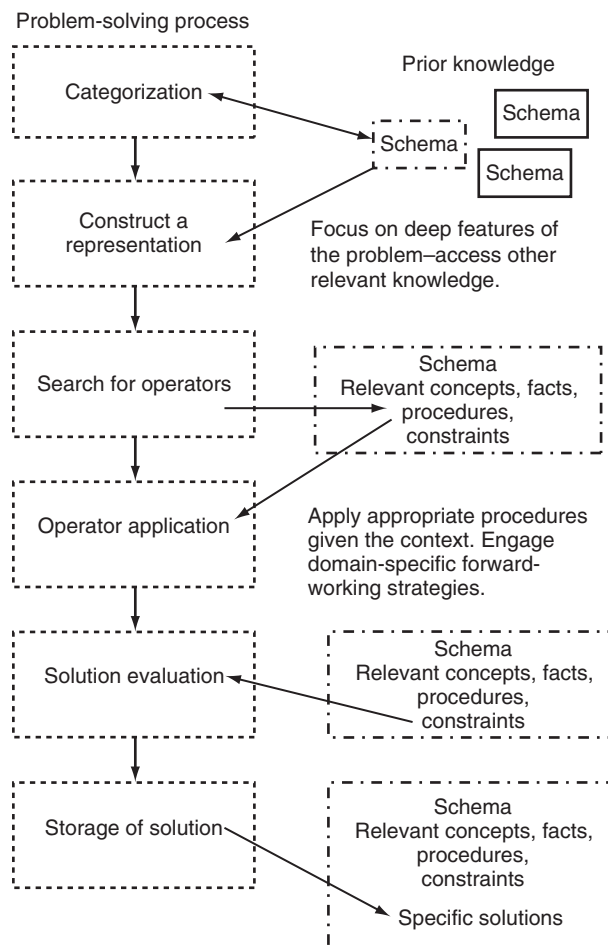 Problem-solving process
Prior knowledge
Categorization
Schema
Schema
Schema
Construct a
representation
Focus on deep features of
the problem–access other
relevant knowledge.
Search for operators
Schema
Relevant concepts, facts,
procedures,
constraints
Operator application
Apply appropriate procedures
given the context. Engage
domain-specific forward-
working strategies.
Solution evaluation
Schema
Relevant concepts, facts,
procedures,
constraints
Storage of solution
Schema
Relevant concepts, facts,
procedures,
constraints
Specific solutions